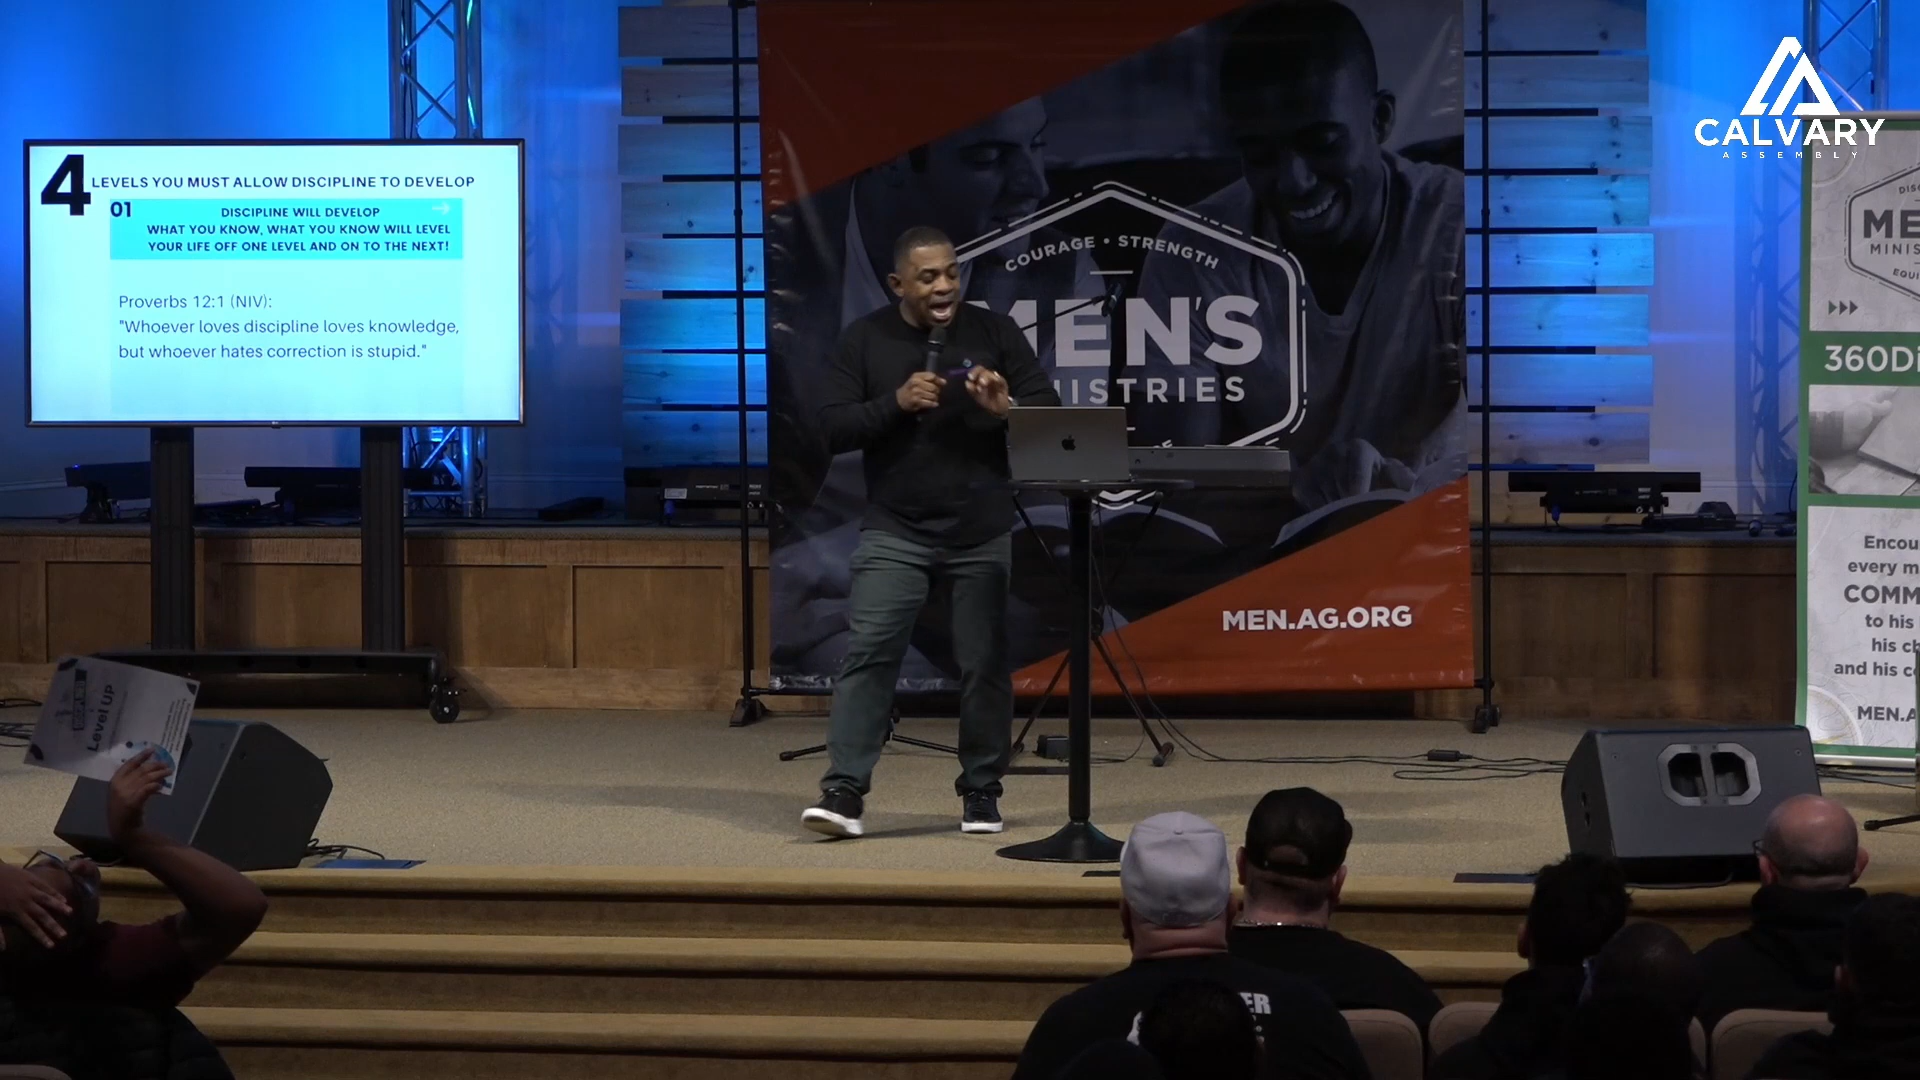 4 LEVELS YOU MUST ALLOW DISCIPLINE TO DEVELOP
01
DISCIPLINE WILL DEVELOP
WHAT YOU KNOW, WHAT YOU KNOW WILL LEVEL
YOUR LIFE OFF ONE LEVEL AND ON TO THE NEXT!
Proverbs 12:1 (NIV):
"Whoever loves discipline loves knowledge,
but whoever hates correction is stupid."
COURAGE • STRENGTH
MEN'S
MEN.AG.ORG
CALVARY
ASSEMBLY
360Di
Encou
every m
COMM
to his
his ch
and his c
MEN.A
Level Up